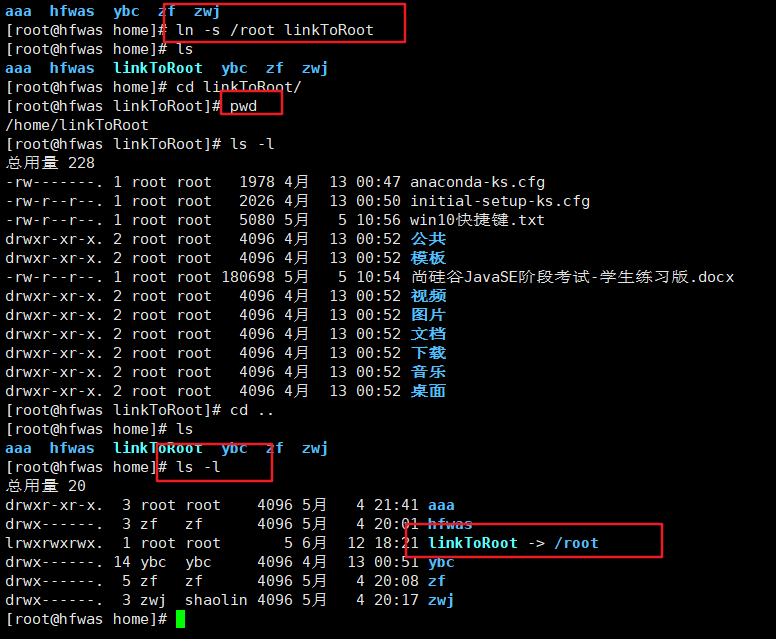 aaa  hfwas  ybc  zf  zwj
[root@hfwas home]# ln -s /root linkToRoot
[root@hfwas home]# ls
aaa  hfwas  linkToRoot  ybc  zf  zwj
[root@hfwas home]# cd linkToRoot/
[root@hfwas linkToRoot]# pwd
/home/linkToRoot
[root@hfwas linkToRoot]# ls -l
总用量 228
-rw-------. 1 root root   1978 4月  13 00:47 anaconda-ks.cfg
-rw-r--r--. 1 root root   2026 4月  13 00:50 initial-setup-ks.cfg
-rw-r--r--. 1 root root   5080 5月   5 10:56 win10快捷键.txt
drwxr-xr-x. 2 root root   4096 4月  13 00:52 公共
drwxr-xr-x. 2 root root   4096 4月  13 00:52 模板
-rw-r--r--. 1 root root 180698 5月   5 10:54 尚硅谷JavaSE阶段考试-学生练习版.docx
drwxr-xr-x. 2 root root   4096 4月  13 00:52 视频
drwxr-xr-x. 2 root root   4096 4月  13 00:52 图片
drwxr-xr-x. 2 root root   4096 4月  13 00:52 文档
drwxr-xr-x. 2 root root   4096 4月  13 00:52 下载
drwxr-xr-x. 2 root root   4096 4月  13 00:52 音乐
drwxr-xr-x. 2 root root   4096 4月  13 00:52 桌面
[root@hfwas linkToRoot]# cd ..
[root@hfwas home]# ls
aaa  hfwas  linkToRoot  ybc  zf  zwj
[root@hfwas home]# ls -l
总用量 20
drwxr-xr-x.  3 root root    4096 5月   4 21:41 aaa
drwx------.  3 zf   zf      4096 5月   4 20:01 hfwas
lrwxrwxrwx.  1 root root       5 6月  12 18:21 linkToRoot -> /root
drwx------. 14 ybc  ybc     4096 4月  13 00:51 ybc
drwx------.  5 zf   zf      4096 5月   4 20:08 zf
drwx------.  3 zwj  shaolin 4096 5月   4 20:17 zwj
[root@hfwas home]#